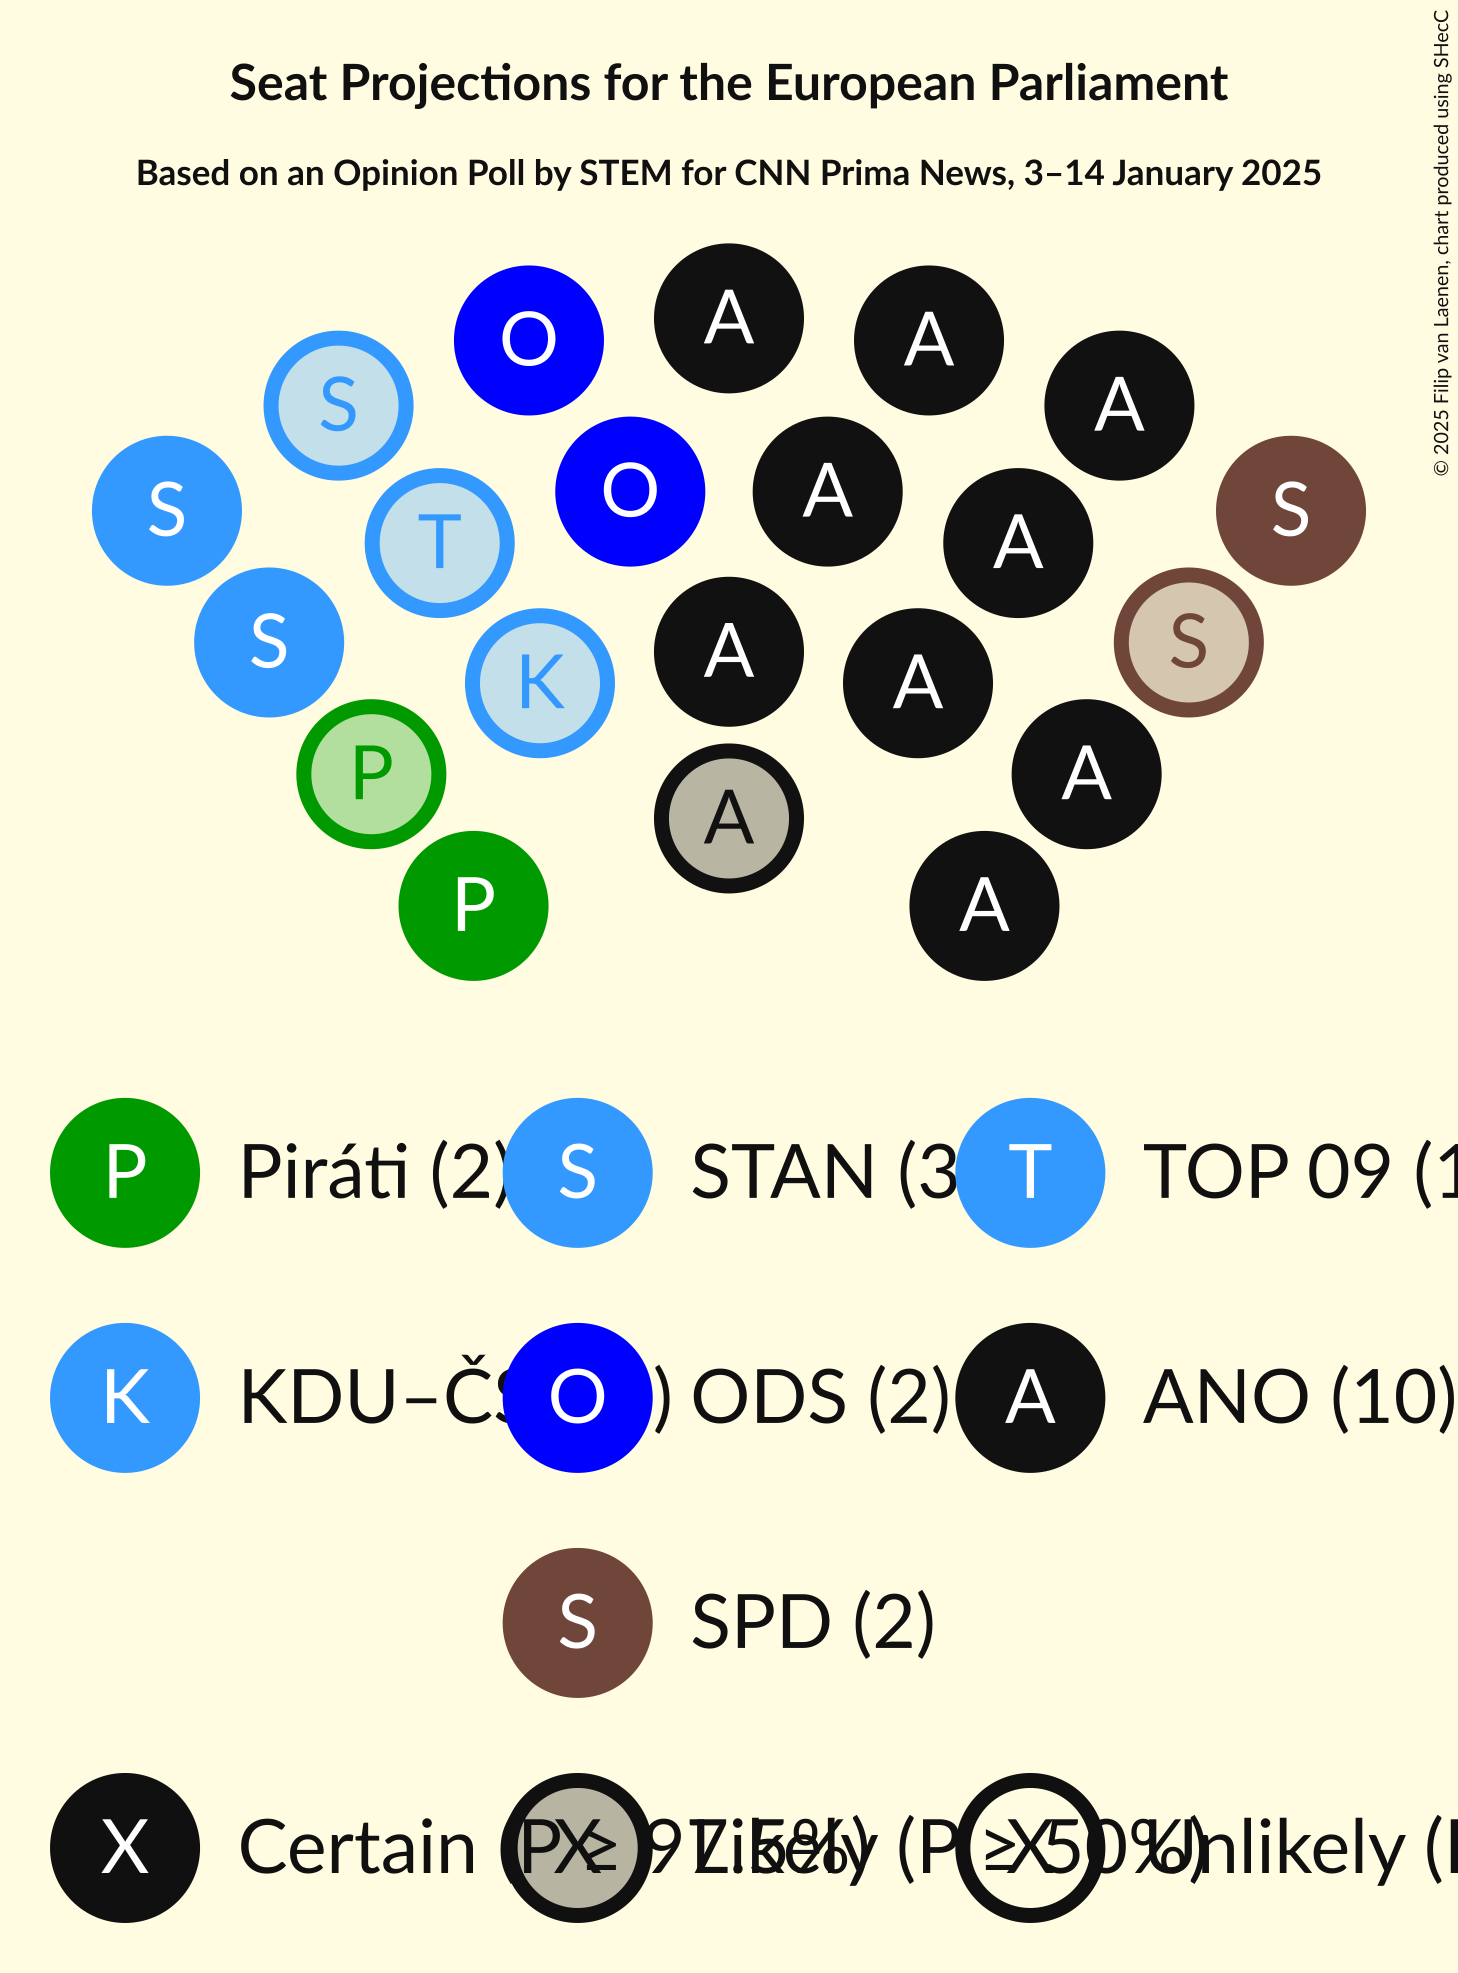 Seat Projections for the European Parliament
Based on an Opinion Poll by STEM for CNN Prima News, 3–14 January 2025
© 2025 Filip van Laenen, chart produced using SHecC
O A A A
S S
S O A A S
T S
S K A A
P A A
P A
P Piráti (2) S STAN (3 T TOP 09 (1
K KDU–ČS ) O ODS (2) A ANO (10)
S SPD (2)
X Certain (P ≥ 97.5%) X Likely (P ≥ 50%) X Unlikely (